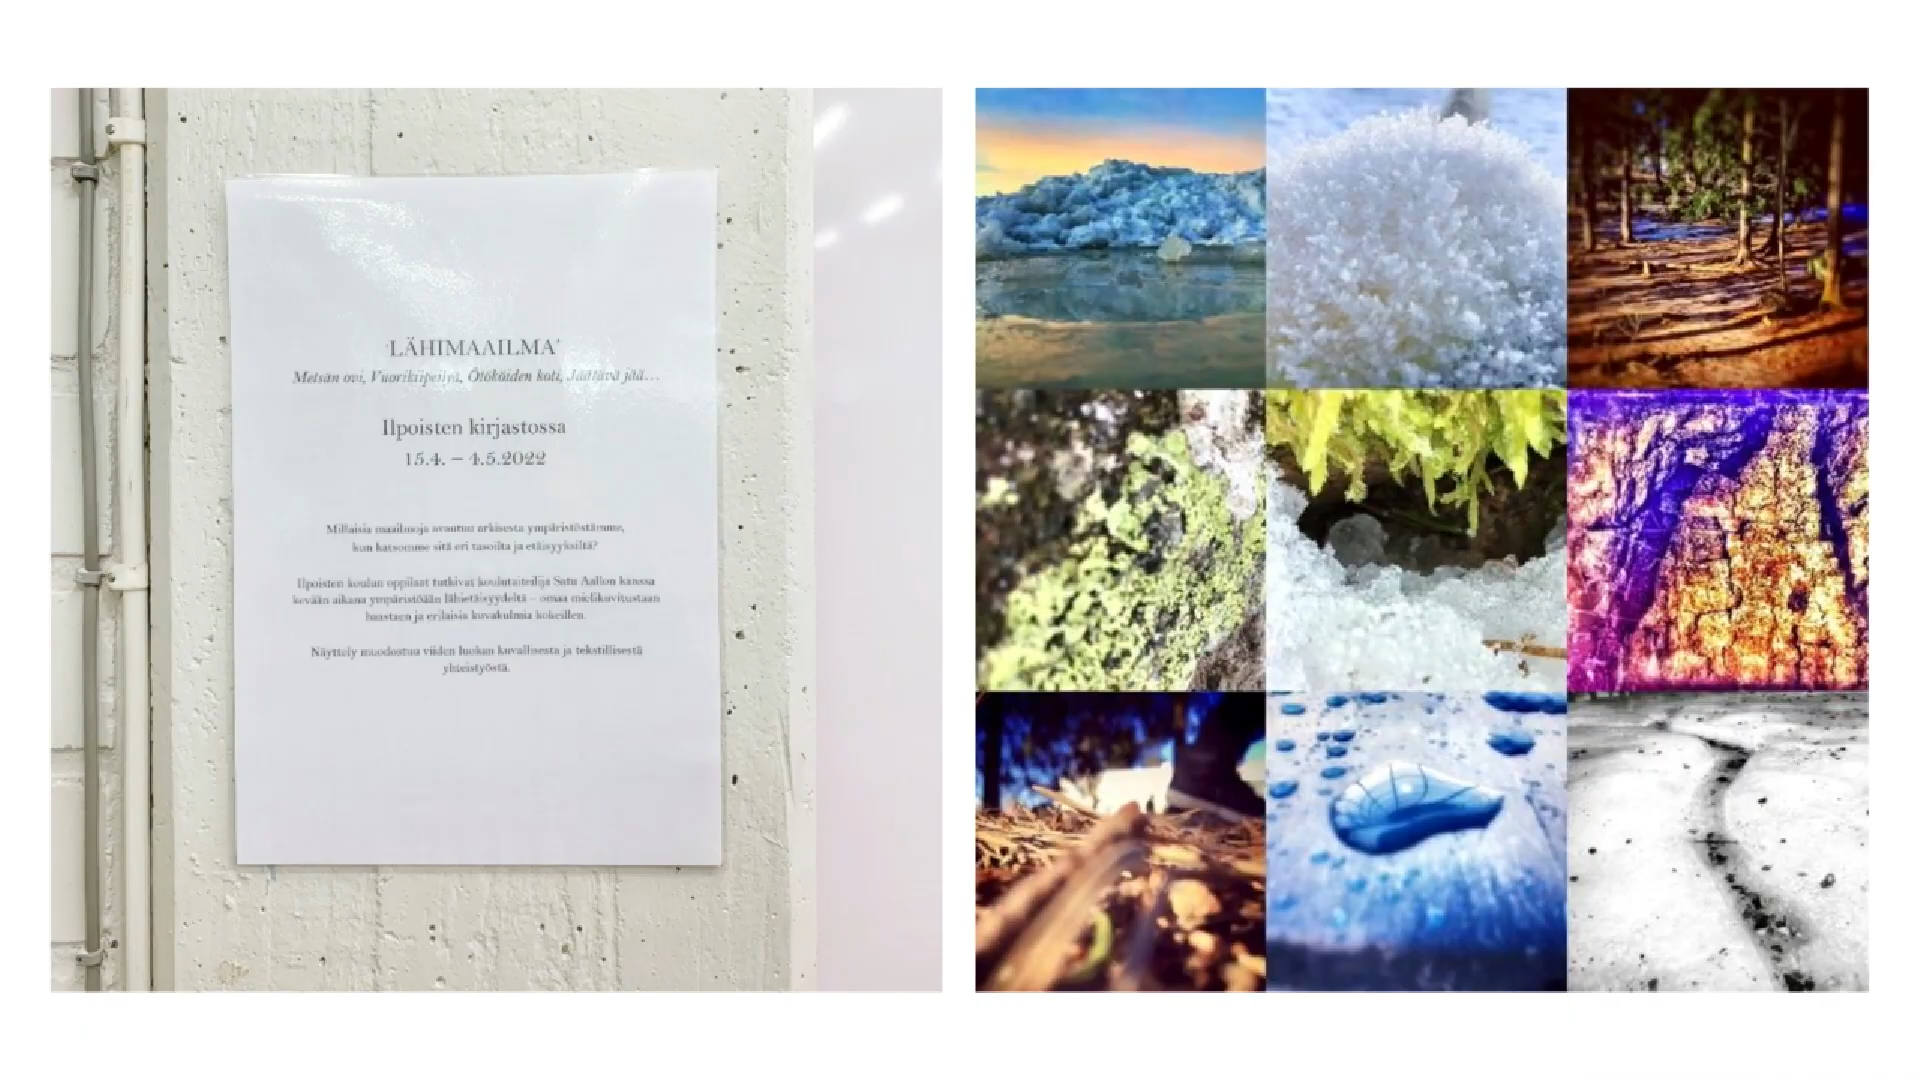 'LÄHIMAAILMA'
Metsän ovi, Vuorikiipeilyä, Ötököiden koti, Jäätävä jää…
Ilpoisten kirjastossa
15.4. – 4.5.2022
Millaisia maailmoja avautuu arkisesta ympäristöstämme,
kun katsomme sitä eri tasoilta ja etäisyyksiltä?
Ilpoisten koulun oppilaat tutkivat koulutaiteilija Satu Aallon kanssa
kevään aikana ympäristöään lähietäisyydeltä – omaa mielikuvitustaan
haastaen ja erilaisia kuvakulmia kokeillen.
Näyttely muodostuu viiden luokan kuvallisesta ja tekstillisestä
yhteistyöstä.